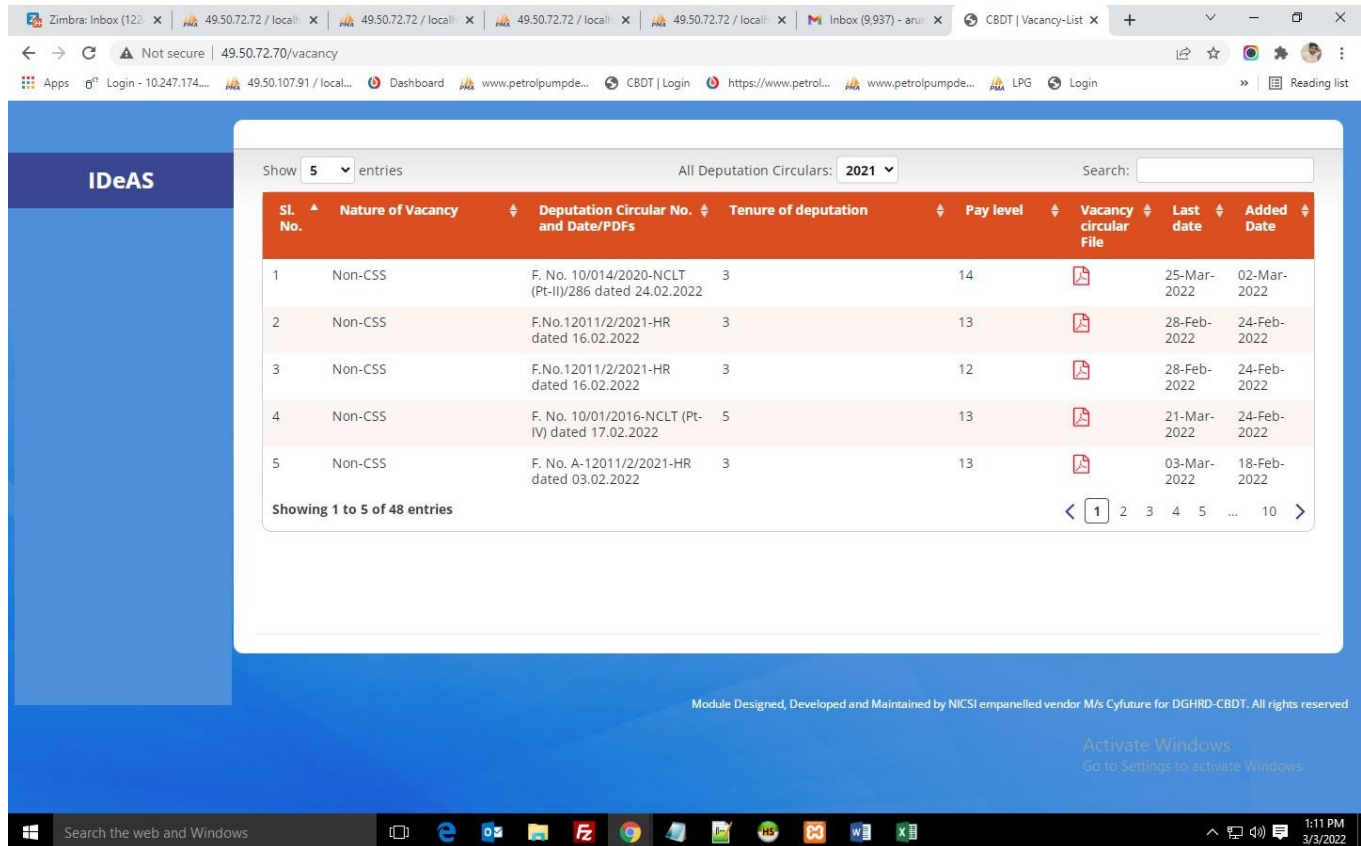 Zimbra: Inbox (122 49.50.72.72 / localh 49.50.72.72 / localh 49.50.72.72 / localh 49.50.72.72 / localh Inbox (9,937) - arun CBDT | Vacancy-List
Not secure 49.50.72.70/vacancy
Apps Login - 10.247.174.... 49.50.107.91 / local... Dashboard www.petrolpumpde... CBDT | Login https://www.petrol... www.petrolpumpde... LPG Login » Reading list
IDeAS
Show 5 entries All Deputation Circulars: 2021 Search:
Sl. Nature of Vacancy Deputation Circular No. Tenure of deputation Pay level Vacancy Last Added
No. and Date/PDFs circular date Date
File
1 Non-CSS F. No. 10/014/2020-NCLT 3 14 25-Mar- 02-Mar-
(Pt-II)/286 dated 24.02.2022 2022 2022
2 Non-CSS F.No.12011/2/2021-HR 3 13 28-Feb- 24-Feb-
dated 16.02.2022 2022 2022
3 Non-CSS F.No.12011/2/2021-HR 3 12 28-Feb- 24-Feb-
dated 16.02.2022 2022 2022
4 Non-CSS F. No. 10/01/2016-NCLT (Pt- 5 13 21-Mar- 24-Feb-
IV) dated 17.02.2022 2022 2022
5 Non-CSS F. No. A-12011/2/2021-HR 3 13 03-Mar- 18-Feb-
dated 03.02.2022 2022 2022
Showing 1 to 5 of 48 entries 1 2 3 4 5 ... 10
Module Designed, Developed and Maintained by NICSI empanelled vendor M/s Cyfuture for DGHRD-CBDT. All rights reserved
Activate Windows
Go to Settings to activate Windows.
Search the web and Windows 1:11 PM
3/3/2022